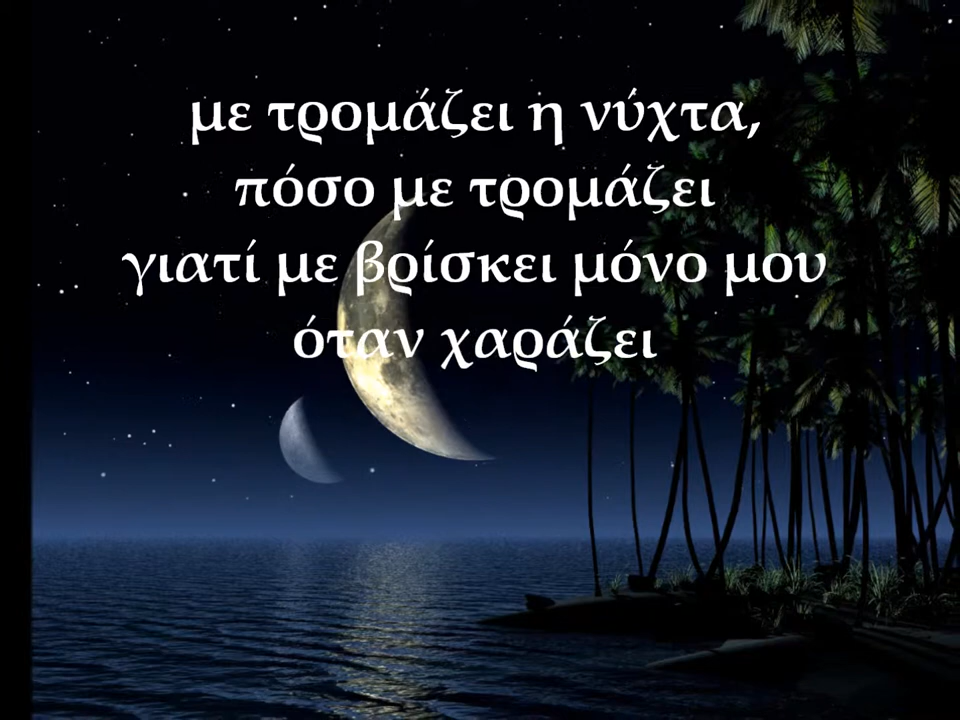 με τρομάζει η νύχτα,
πόσο με τρομάζει
γιατί με βρίσκει μόνο μου
όταν χαράζει